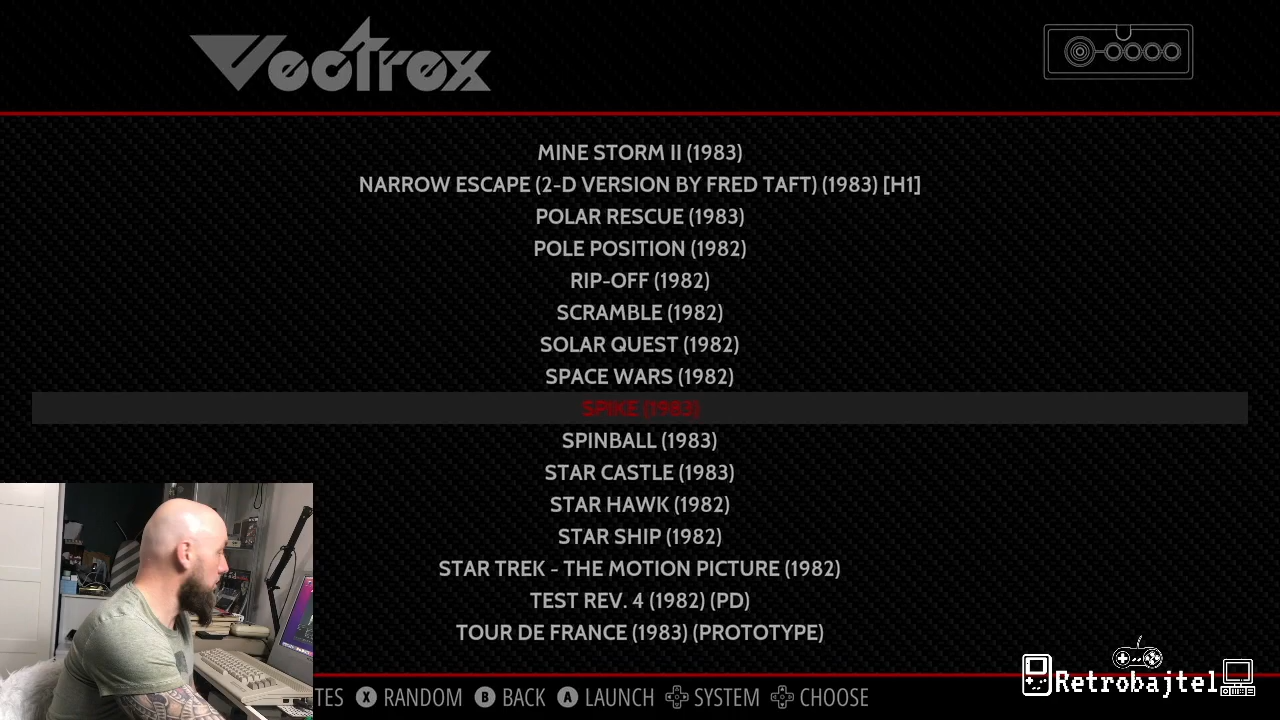 Vectrex
MINE STORM II (1983)
NARROW ESCAPE (2-D VERSION BY FRED TAFT) (1983) [H1]
POLAR RESCUE (1983)
POLE POSITION (1982)
RIP-OFF (1982)
SCRAMBLE (1982)
SOLAR QUEST (1982)
SPACE WARS (1982)
SPIKE (1983)
SPINBALL (1983)
STAR CASTLE (1983)
STAR HAWK (1982)
STAR SHIP (1982)
STAR TREK - THE MOTION PICTURE (1982)
TEST REV. 4 (1982) (PD)
TOUR DE FRANCE (1983) (PROTOTYPE)
Retrobajtel
TES X RANDOM B BACK A LAUNCH SYSTEM CHOOSE